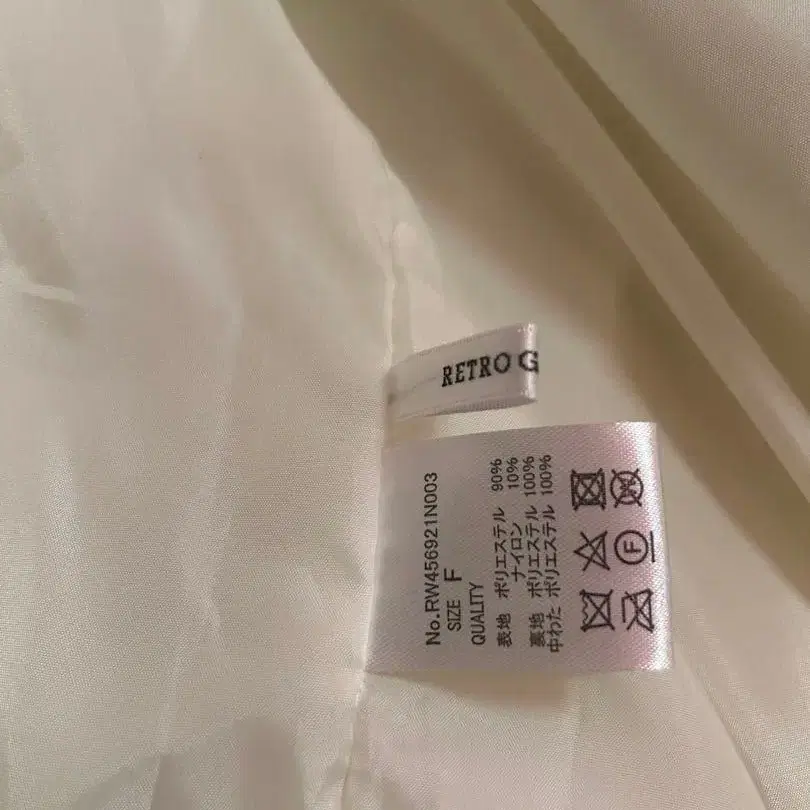 RETRO G
No.RW456921N003
SIZE F
QUALITY
表地 ポリエステル 90%
ナイロン 10%
裏地 ポリエステル 100%
中わた ポリエステル 100%
F
W